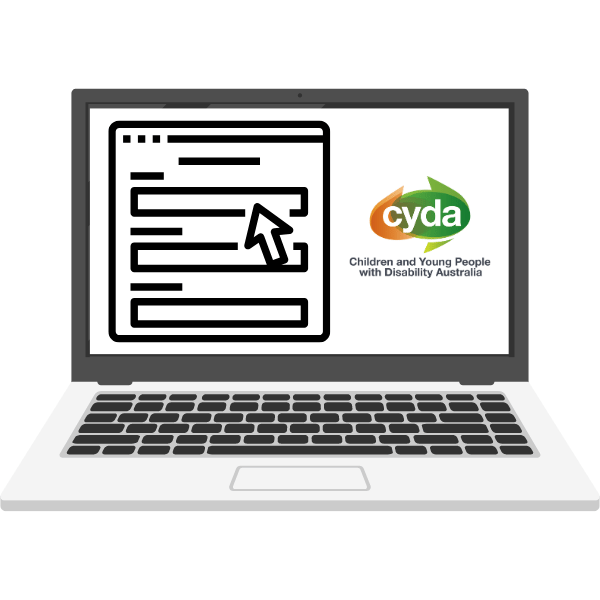 cyda
Children and Young People
with Disability Australia